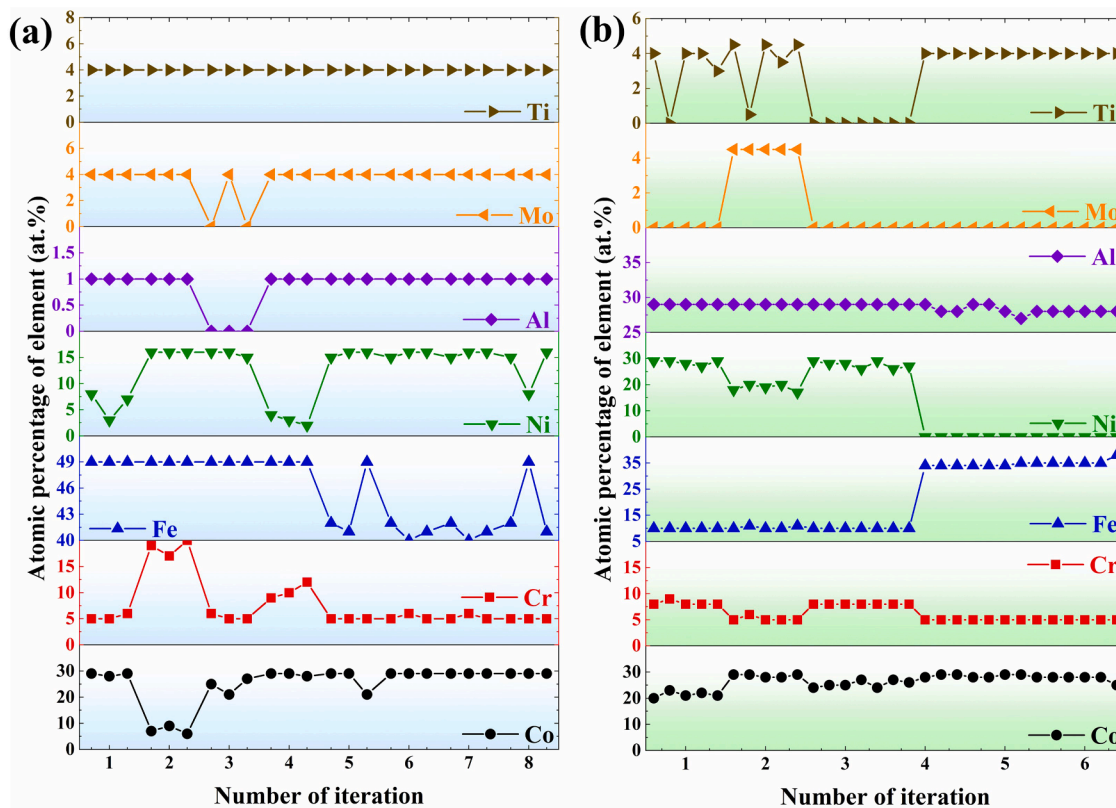 (a)
Atomic percentage of element (at.%)
8
6
4
2
0
Ti
6
4
2
0
Mo
1.5
1
0.5
0
Al
15
10
5
0
Ni
49
46
43
40
Fe
15
10
5
0
Cr
30
20
10
0
Co
1 2 3 4 5 6 7 8
Number of iteration
(b)
Atomic percentage of element (at.%)
6
4
2
0
Ti
4
2
0
Mo
35
30
25
Al
30
20
10
0
Ni
35
25
15
5
Fe
15
10
5
0
Cr
30
20
10
0
Co
1 2 3 4 5 6
Number of iteration